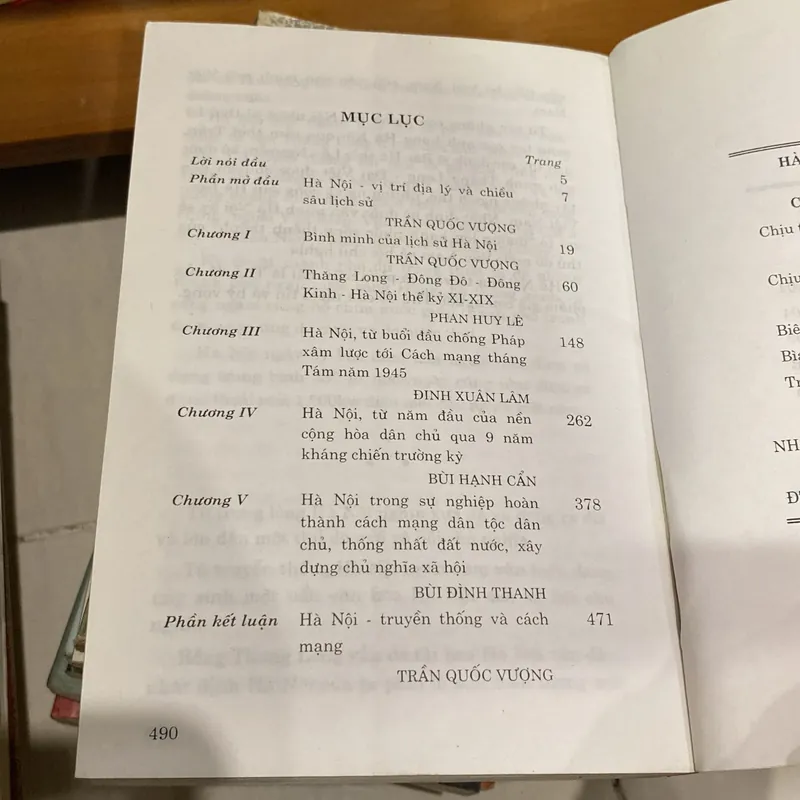 MỤC LỤC
Trang
Lời nói đầu 5
Phần mở đầu Hà Nội - vị trí địa lý và chiều 7
sâu lịch sử
TRẦN QUỐC VƯỢNG
Chương I Bình minh của lịch sử Hà Nội 19
TRẦN QUỐC VƯỢNG
Chương II Thăng Long - Đông Đô - Đông 60
Kinh - Hà Nội thế kỷ XI-XIX
PHAN HUY LÊ
Chương III Hà Nội, từ buổi đầu chống Pháp 148
xâm lược tới Cách mạng tháng
Tám năm 1945
ĐINH XUÂN LÂM
Chương IV Hà Nội, từ năm đầu của nền 262
cộng hòa dân chủ qua 9 năm
kháng chiến trường kỳ
BÙI HẠNH CẨN
Chương V Hà Nội trong sự nghiệp hoàn 378
thành cách mạng dân tộc dân
chủ, thống nhất đất nước, xây
dựng chủ nghĩa xã hội
BÙI ĐÌNH THANH
Phần kết luận Hà Nội - truyền thống và cách 471
mạng
TRẦN QUỐC VƯỢNG
490
HÀ
C
Chịu t
Chịu
Biê
Bìa
Tr
NH